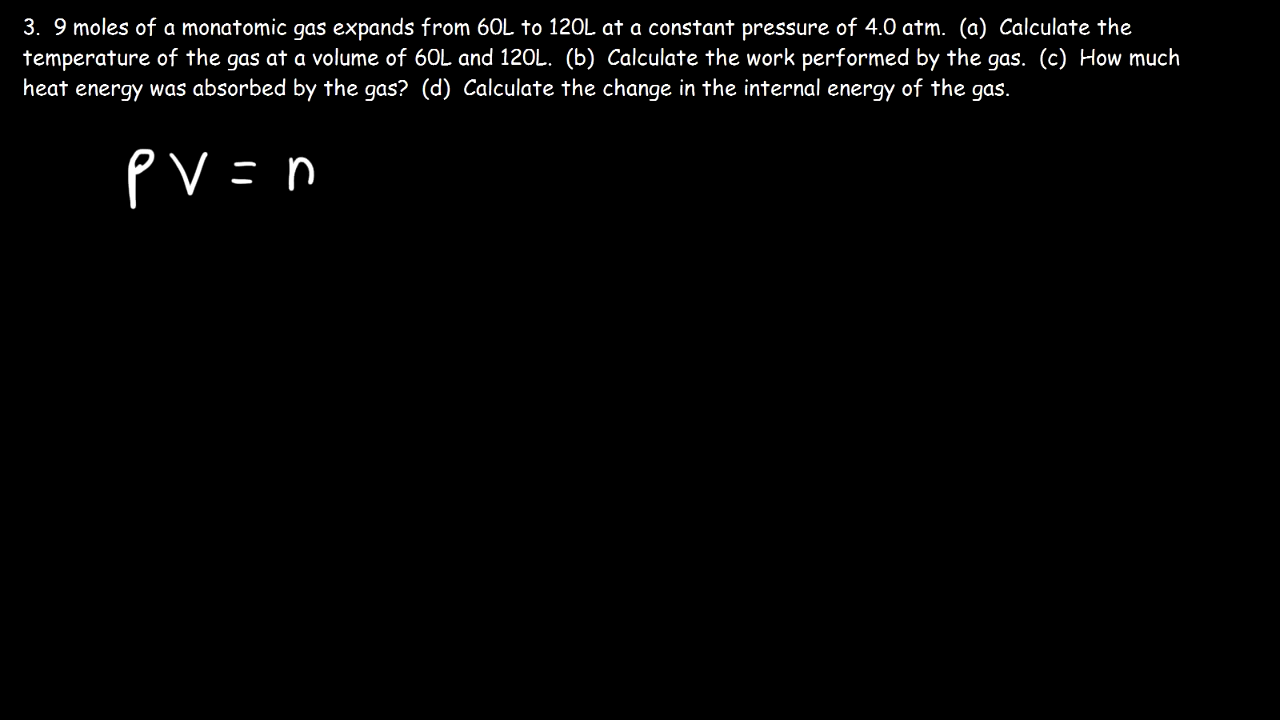 3. 9 moles of a monatomic gas expands from 60L to 120L at a constant pressure of 4.0 atm. (a) Calculate the
temperature of the gas at a volume of 60L and 120L. (b) Calculate the work performed by the gas. (c) How much
heat energy was absorbed by the gas? (d) Calculate the change in the internal energy of the gas.
PV = n